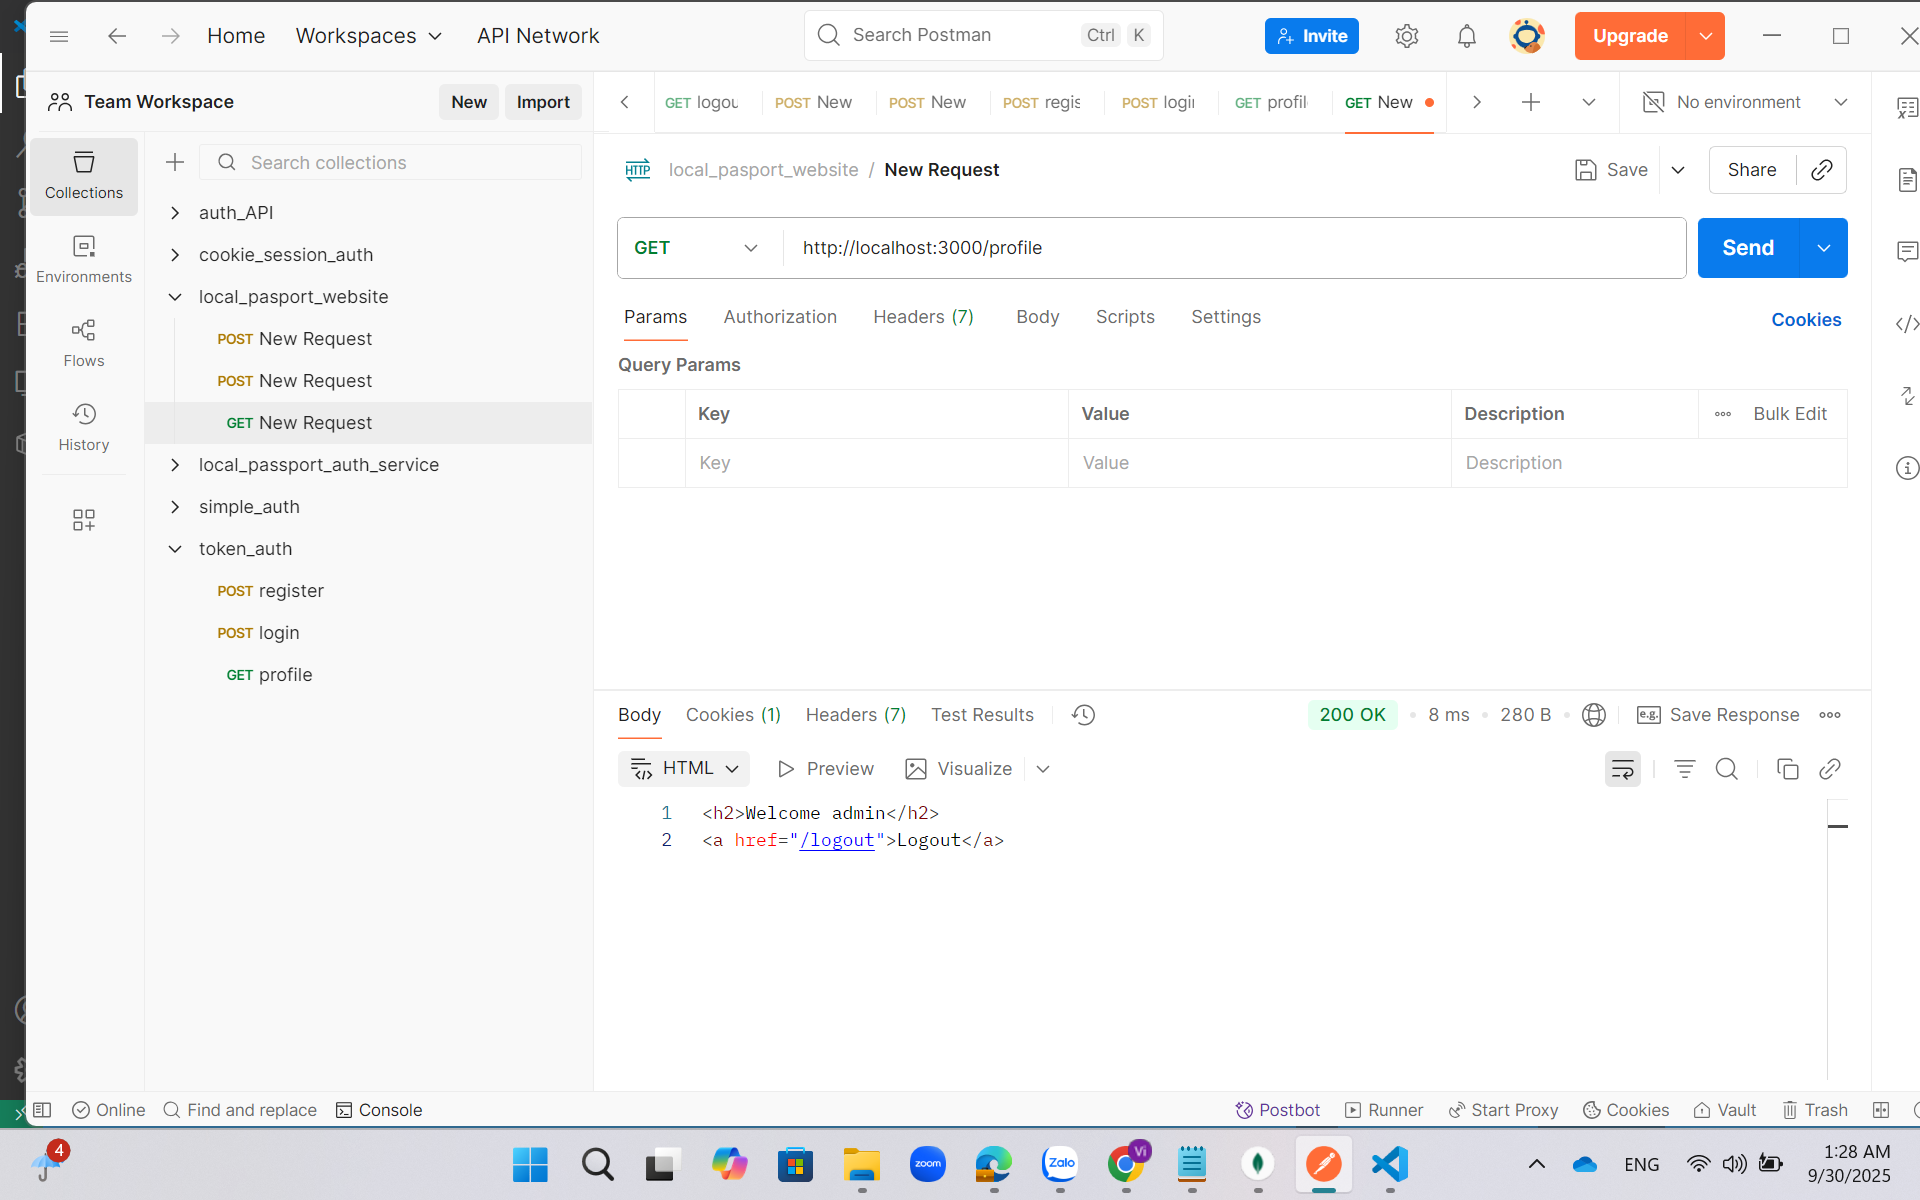 Home Workspaces API Network
Search Postman Ctrl K
Invite
Upgrade
Team Workspace New Import
GET logou POST New POST New POST regis POST login GET profil GET New
No environment
Collections
Search collections
local_pasport_website / New Request
Save Share
auth_API
GET http://localhost:3000/profile Send
cookie_session_auth
Environments
local_pasport_website
Params Authorization Headers (7) Body Scripts Settings Cookies
POST New Request
Flows
Query Params
POST New Request
Key Value Description Bulk Edit
GET New Request
History
Key Value Description
local_passport_auth_service
simple_auth
token_auth
POST register
POST login
GET profile
Body Cookies (1) Headers (7) Test Results 200 OK 8 ms 280 B e.g. Save Response
HTML Preview Visualize
1 <h2>Welcome admin</h2>
2 <a href="/logout">Logout</a>
Online Find and replace Console Postbot Runner Start Proxy Cookies Vault Trash
4
zoom
Zalo
Vi
ENG
1:28 AM
9/30/2025